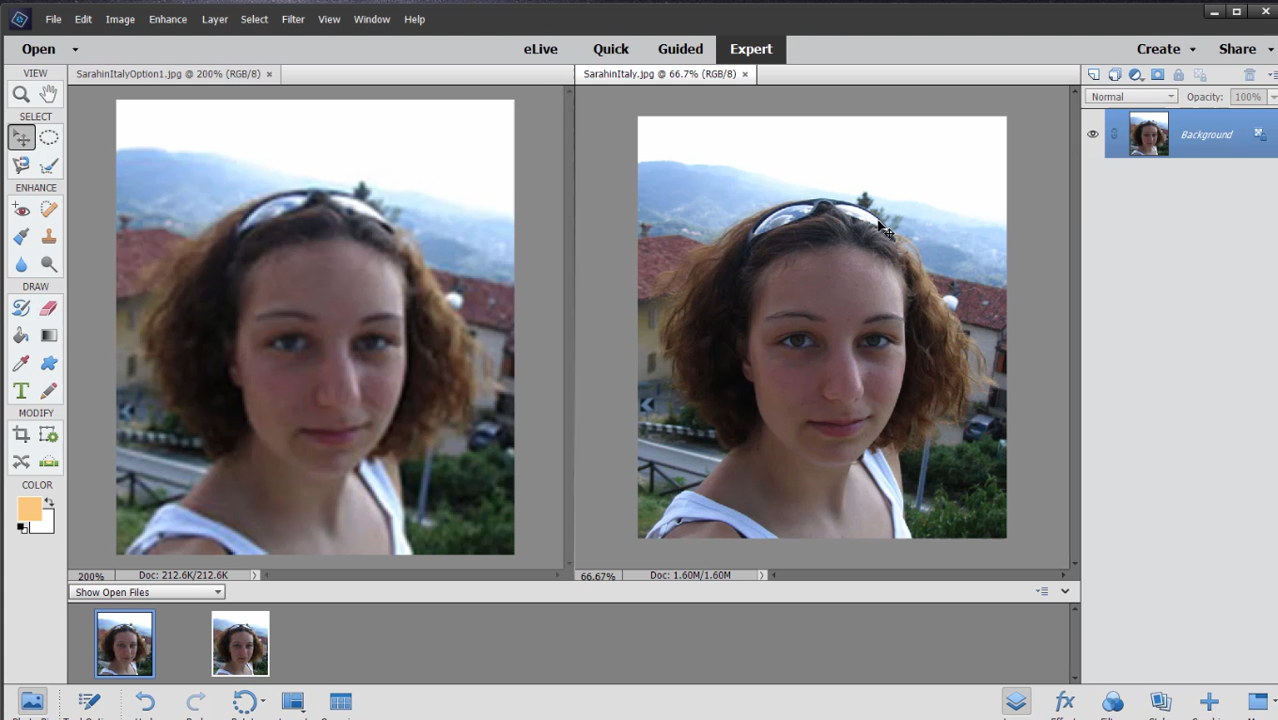 File Edit Image Enhance Layer Select Filter View Window Help
Open eLive Quick Guided Expert Create Share
VIEW
SarahinItalyOption1.jpg @ 200% (RGB/8) ×
SarahinItaly.jpg @ 66.7% (RGB/8) ×
Normal Opacity: 100%
SELECT
Background
ENHANCE
DRAW
T
MODIFY
COLOR
200% Doc: 212.6K/212.6K
66.67% Doc: 1.60M/1.60M
Show Open Files
fx